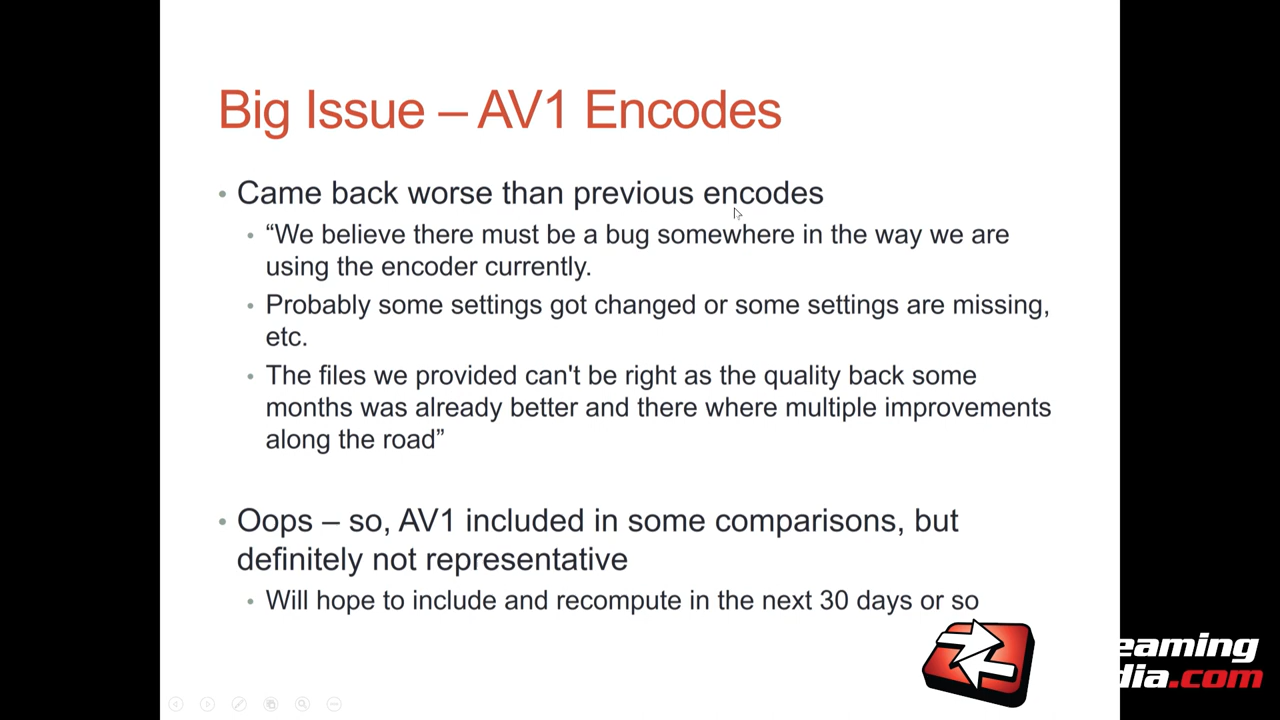 Big Issue – AV1 Encodes
• Came back worse than previous encodes
• “We believe there must be a bug somewhere in the way we are
using the encoder currently.
• Probably some settings got changed or some settings are missing,
etc.
• The files we provided can't be right as the quality back some
months was already better and there where multiple improvements
along the road”
• Oops – so, AV1 included in some comparisons, but
definitely not representative
• Will hope to include and recompute in the next 30 days or so
eaming
dia.com